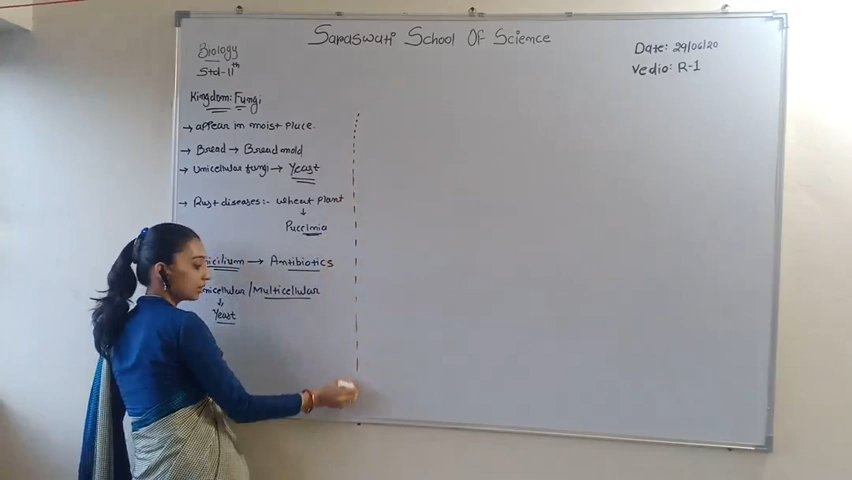 Saraswati School Of Science
Biology
Std-11th
Date: 29/06/20
Vedio: R-1
Kingdom: Fungi
→ appear in moist place.
→ Bread → Bread mold
→ Unicellular fungi → Yeast
→ Rust diseases:- wheat plant
↓
Puccinia
→ Antibiotics
/Multicellular
↓
Yeast